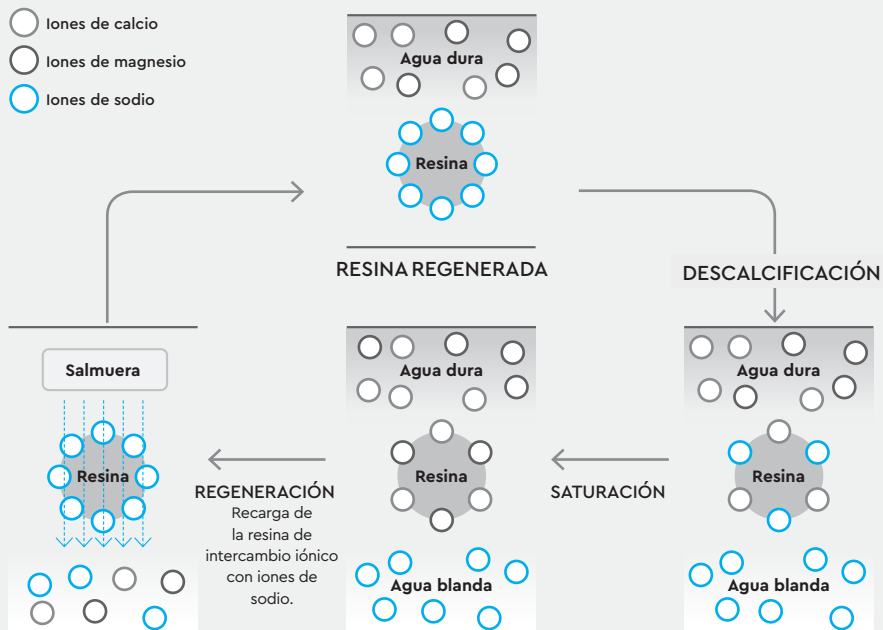 Iones de calcio
Iones de magnesio
Iones de sodio
Agua dura
Resina
RESINA REGENERADA
DESCALCIFICACIÓN
Salmuera
Resina
REGENERACIÓN
Recarga de
la resina de
intercambio iónico
con iones de
sodio.
Agua dura
Resina
Agua blanda
SATURACIÓN
Agua dura
Resina
Agua blanda